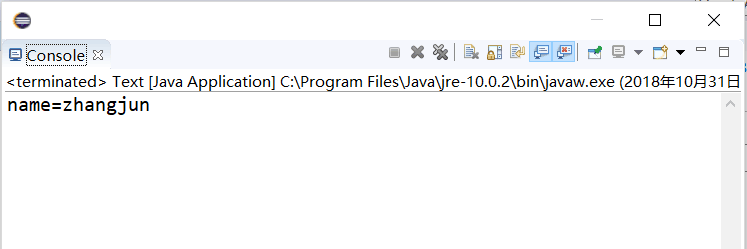 Console
<terminated> Text [Java Application] C:\Program Files\Java\jre-10.0.2\bin\javaw.exe (2018年10月31日
name=zhangjun